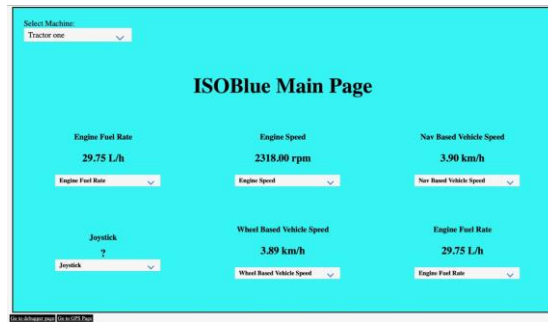 Select Machine:
Tractor one
ISOBlue Main Page
Engine Fuel Rate
29.75 L/h
Engine Fuel Rate
Engine Speed
2318.00 rpm
Engine Speed
Nav Based Vehicle Speed
3.90 km/h
Nav Based Vehicle Speed
Joystick
?
Joystick
Wheel Based Vehicle Speed
3.89 km/h
Wheel Based Vehicle Speed
Engine Fuel Rate
29.75 L/h
Engine Fuel Rate
Go to debugger page Go to GPS Page